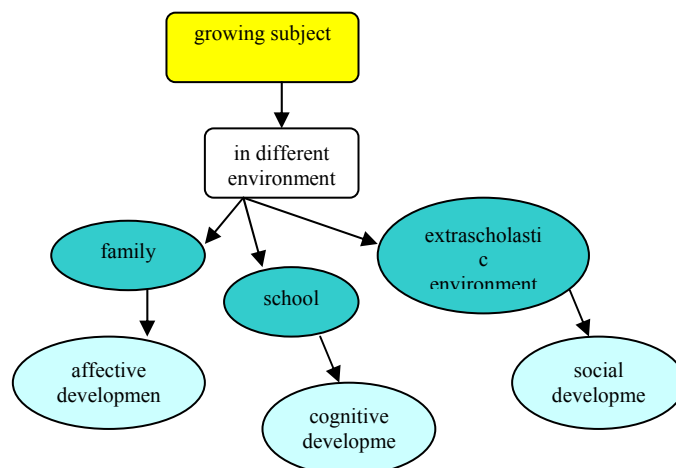 growing subject
in different
environment
family
extrascholasti
c
environment
school
affective
developmen
social
developme
cognitive
developme